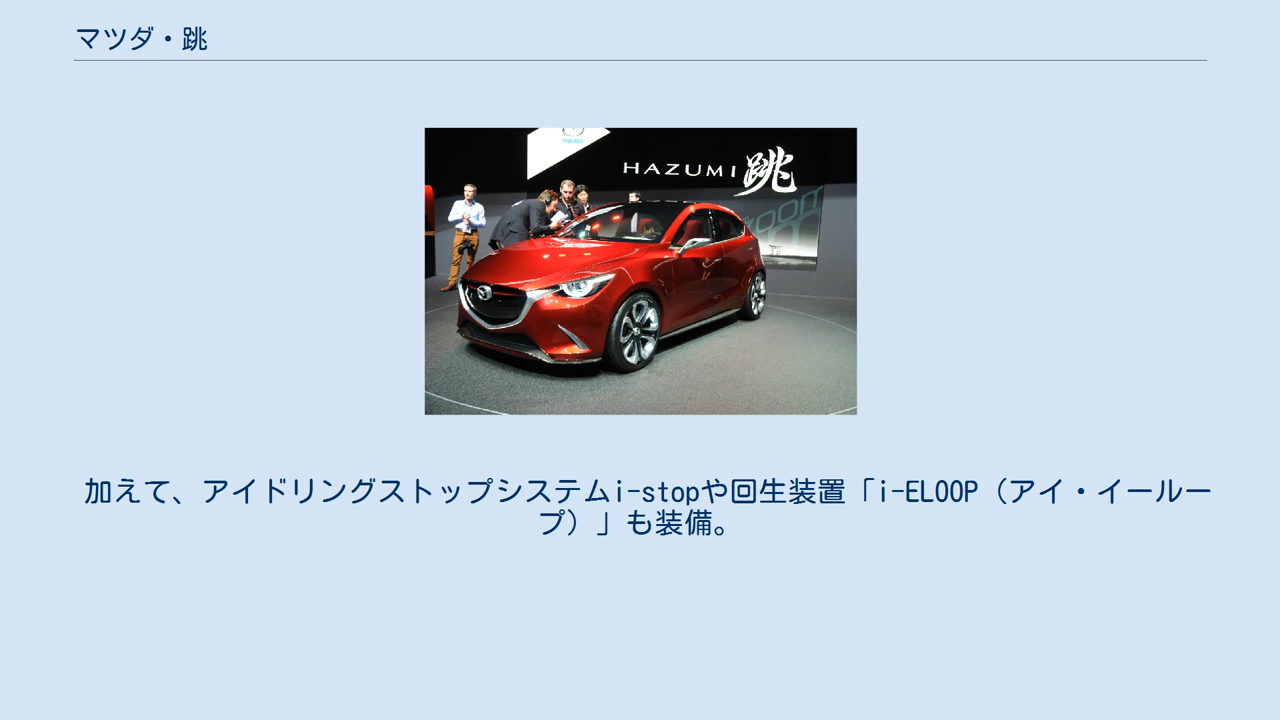 マツダ・跳
mazda
HAZUMI 跳
zoom
加えて、アイドリングストップシステムi-stopや回生装置「i-ELOOP（アイ・イールー
プ）」も装備。